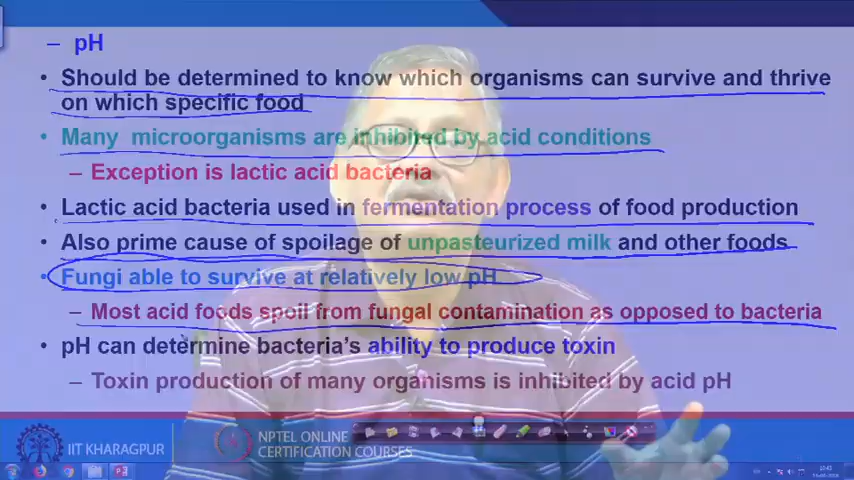 – pH
• Should be determined to know which organisms can survive and thrive
on which specific food
• Many microorganisms are inhibited by acid conditions
– Exception is lactic acid bacteria
• Lactic acid bacteria used in fermentation process of food production
• Also prime cause of spoilage of unpasteurized milk and other foods
• Fungi able to survive at relatively low pH
– Most acid foods spoil from fungal contamination as opposed to bacteria
• pH can determine bacteria's ability to produce toxin
– Toxin production of many organisms is inhibited by acid pH
IIT KHARAGPUR
NPTEL ONLINE
CERTIFICATION COURSES